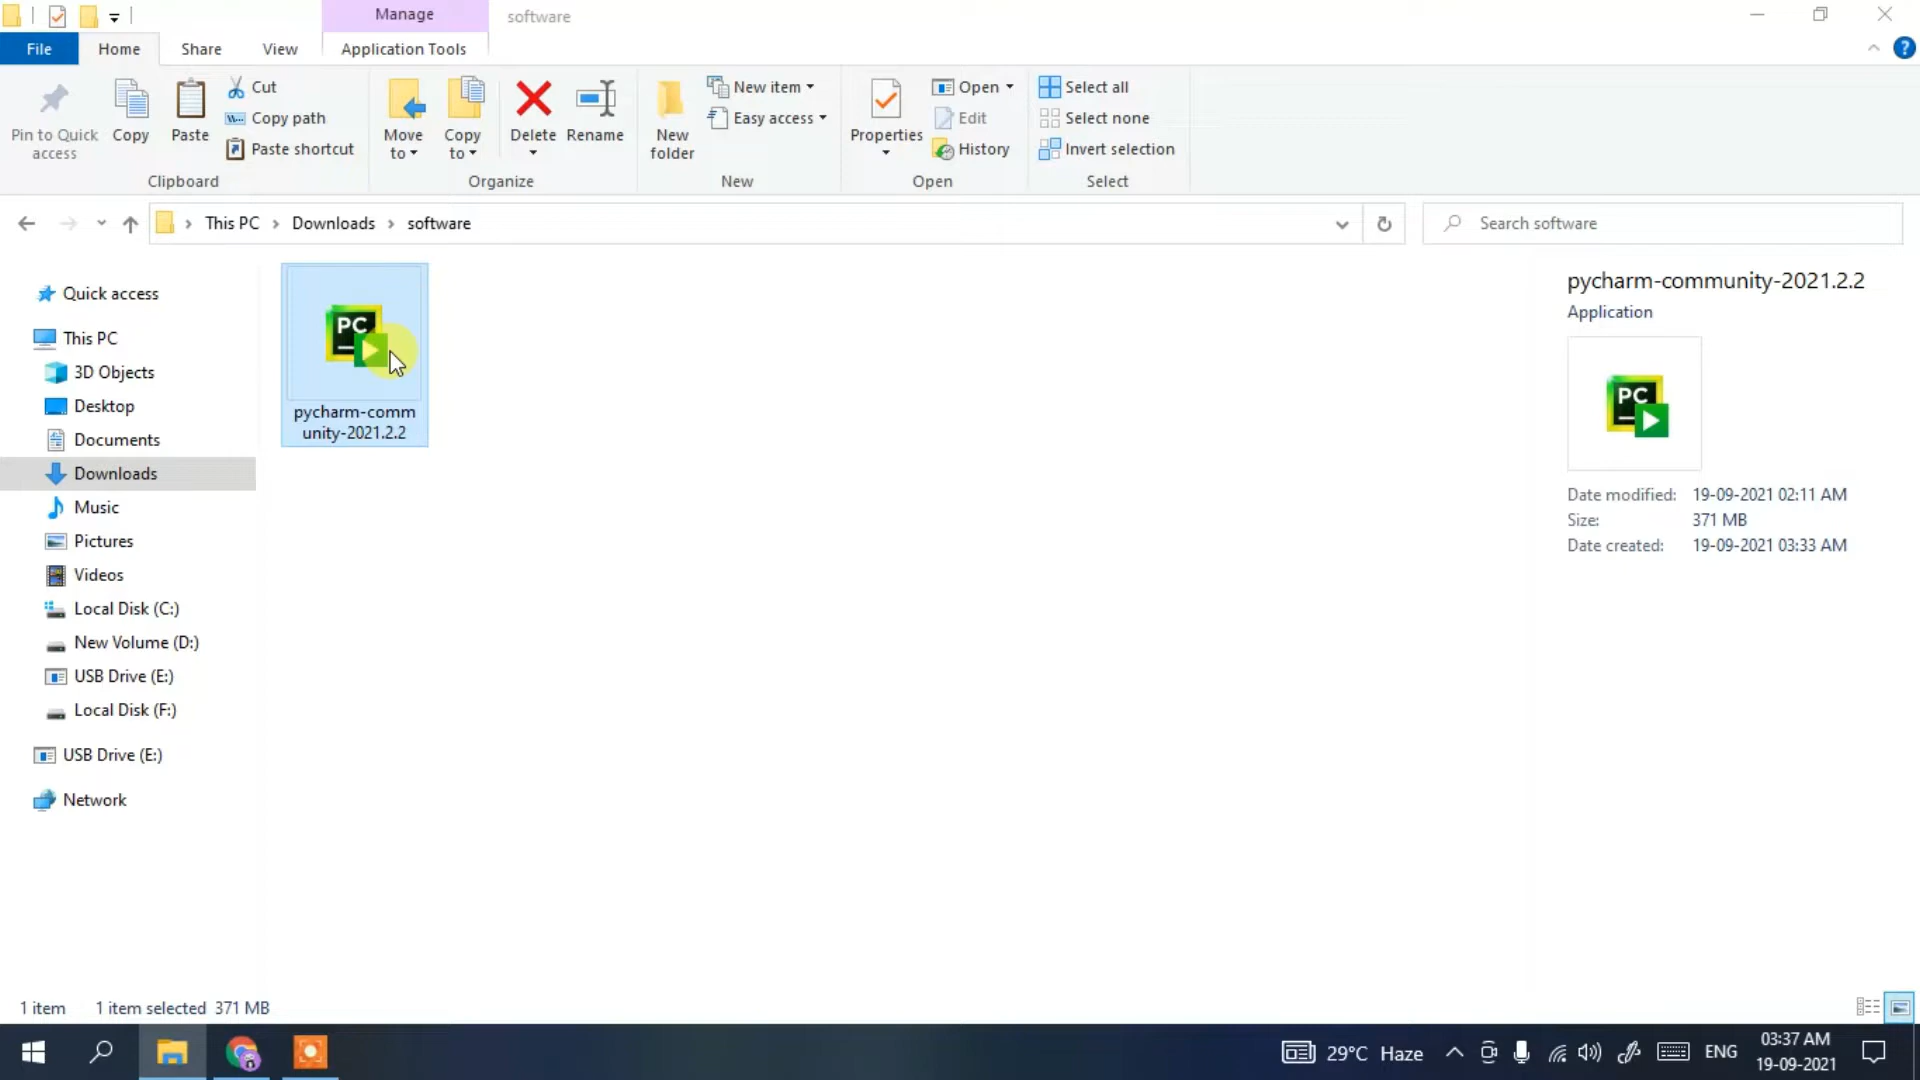 Manage
software
File
Home
Share
View
Application Tools
Pin to Quick
access
Copy
Paste
Cut
Copy path
Paste shortcut
Clipboard
Move
to
Copy
to
Delete
Rename
Organize
New
folder
New item
Easy access
New
Properties
Open
Edit
History
Open
Select all
Select none
Invert selection
Select
This PC
Downloads
software
Search software
Quick access
This PC
3D Objects
Desktop
Documents
Downloads
Music
Pictures
Videos
Local Disk (C:)
New Volume (D:)
USB Drive (E:)
Local Disk (F:)
USB Drive (E:)
Network
PC
pycharm-comm
unity-2021.2.2
pycharm-community-2021.2.2
Application
PC
Date modified: 19-09-2021 02:11 AM
Size: 371 MB
Date created: 19-09-2021 03:33 AM
1 item 1 item selected 371 MB
29°C Haze
ENG
03:37 AM
19-09-2021